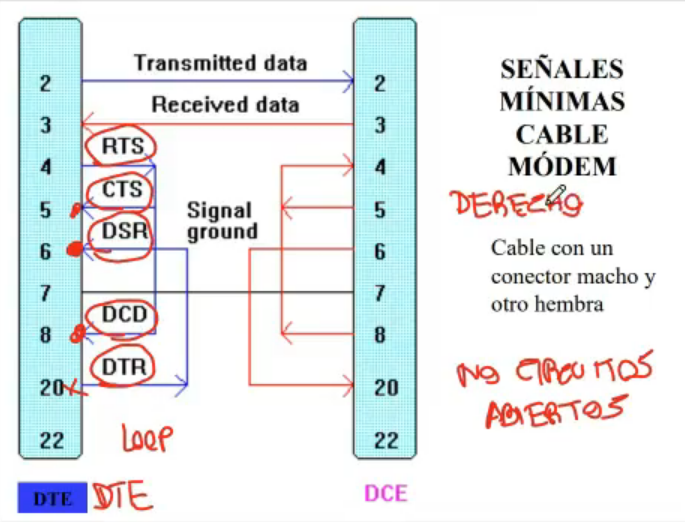 Transmitted data
2
2
Received data
3
3
RTS
4
4
CTS
5
5
Signal
ground
DSR
6
6
7
7
DCD
8
8
DTR
20
20
22
22
LOOP
DTE
DTE
DCE
SEÑALES
MÍNIMAS
CABLE
MÓDEM
DERECHO
Cable con un
conector macho y
otro hembra
NO CIRCUITOS
ABIERTOS